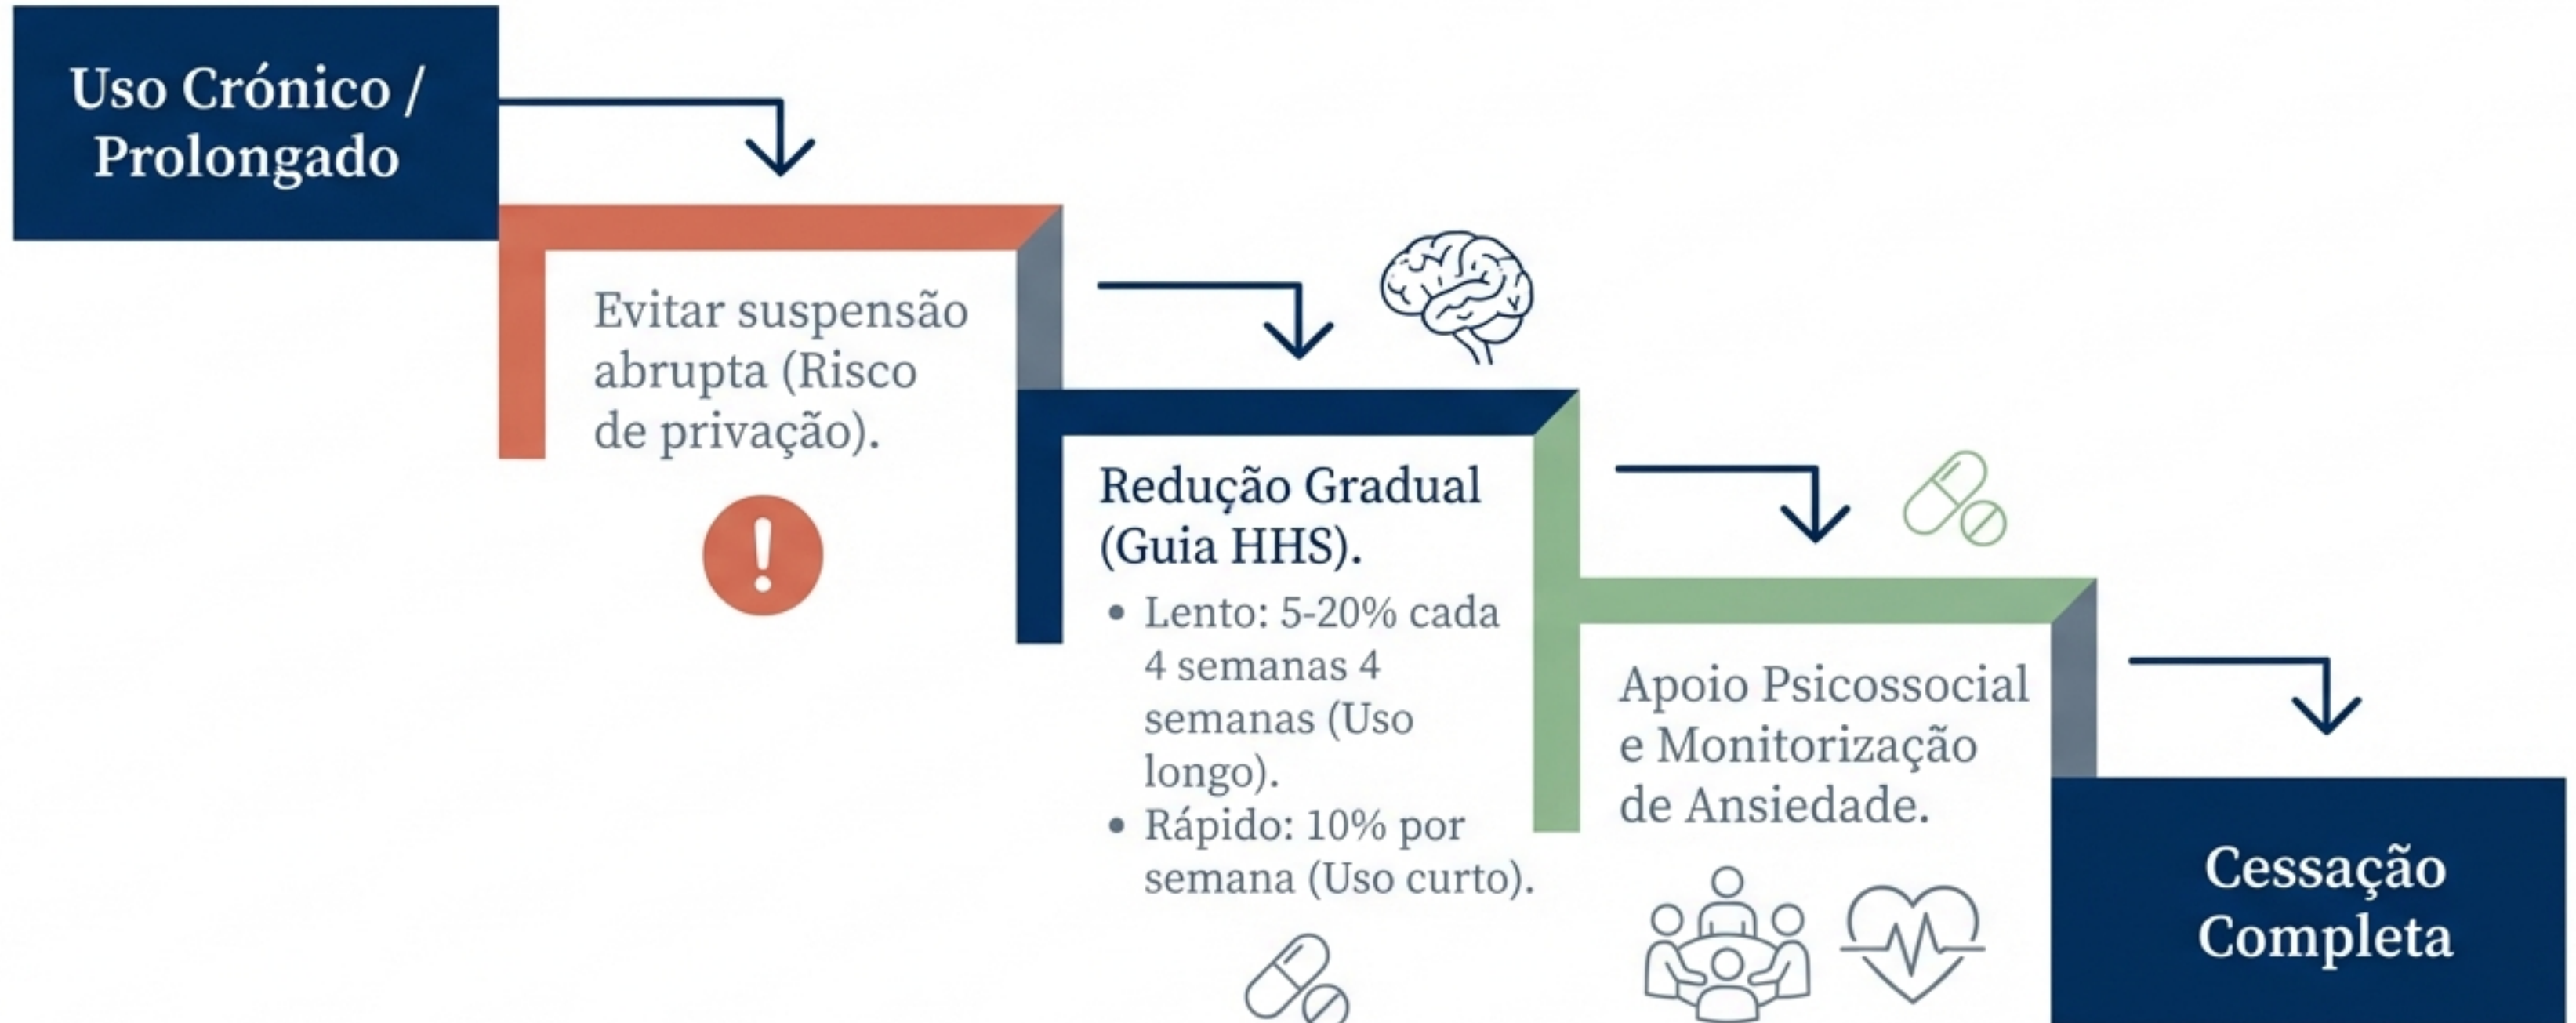 Uso Crónico /
Prolongado
Evitar suspensão
abrupta (Risco
de privação).
Redução Gradual
(Guia HHS).
• Lento: 5-20% cada
4 semanas 4
semanas (Uso
longo).
• Rápido: 10% por
semana (Uso curto).
Apoio Psicossocial
e Monitorização
de Ansiedade.
Cessação
Completa